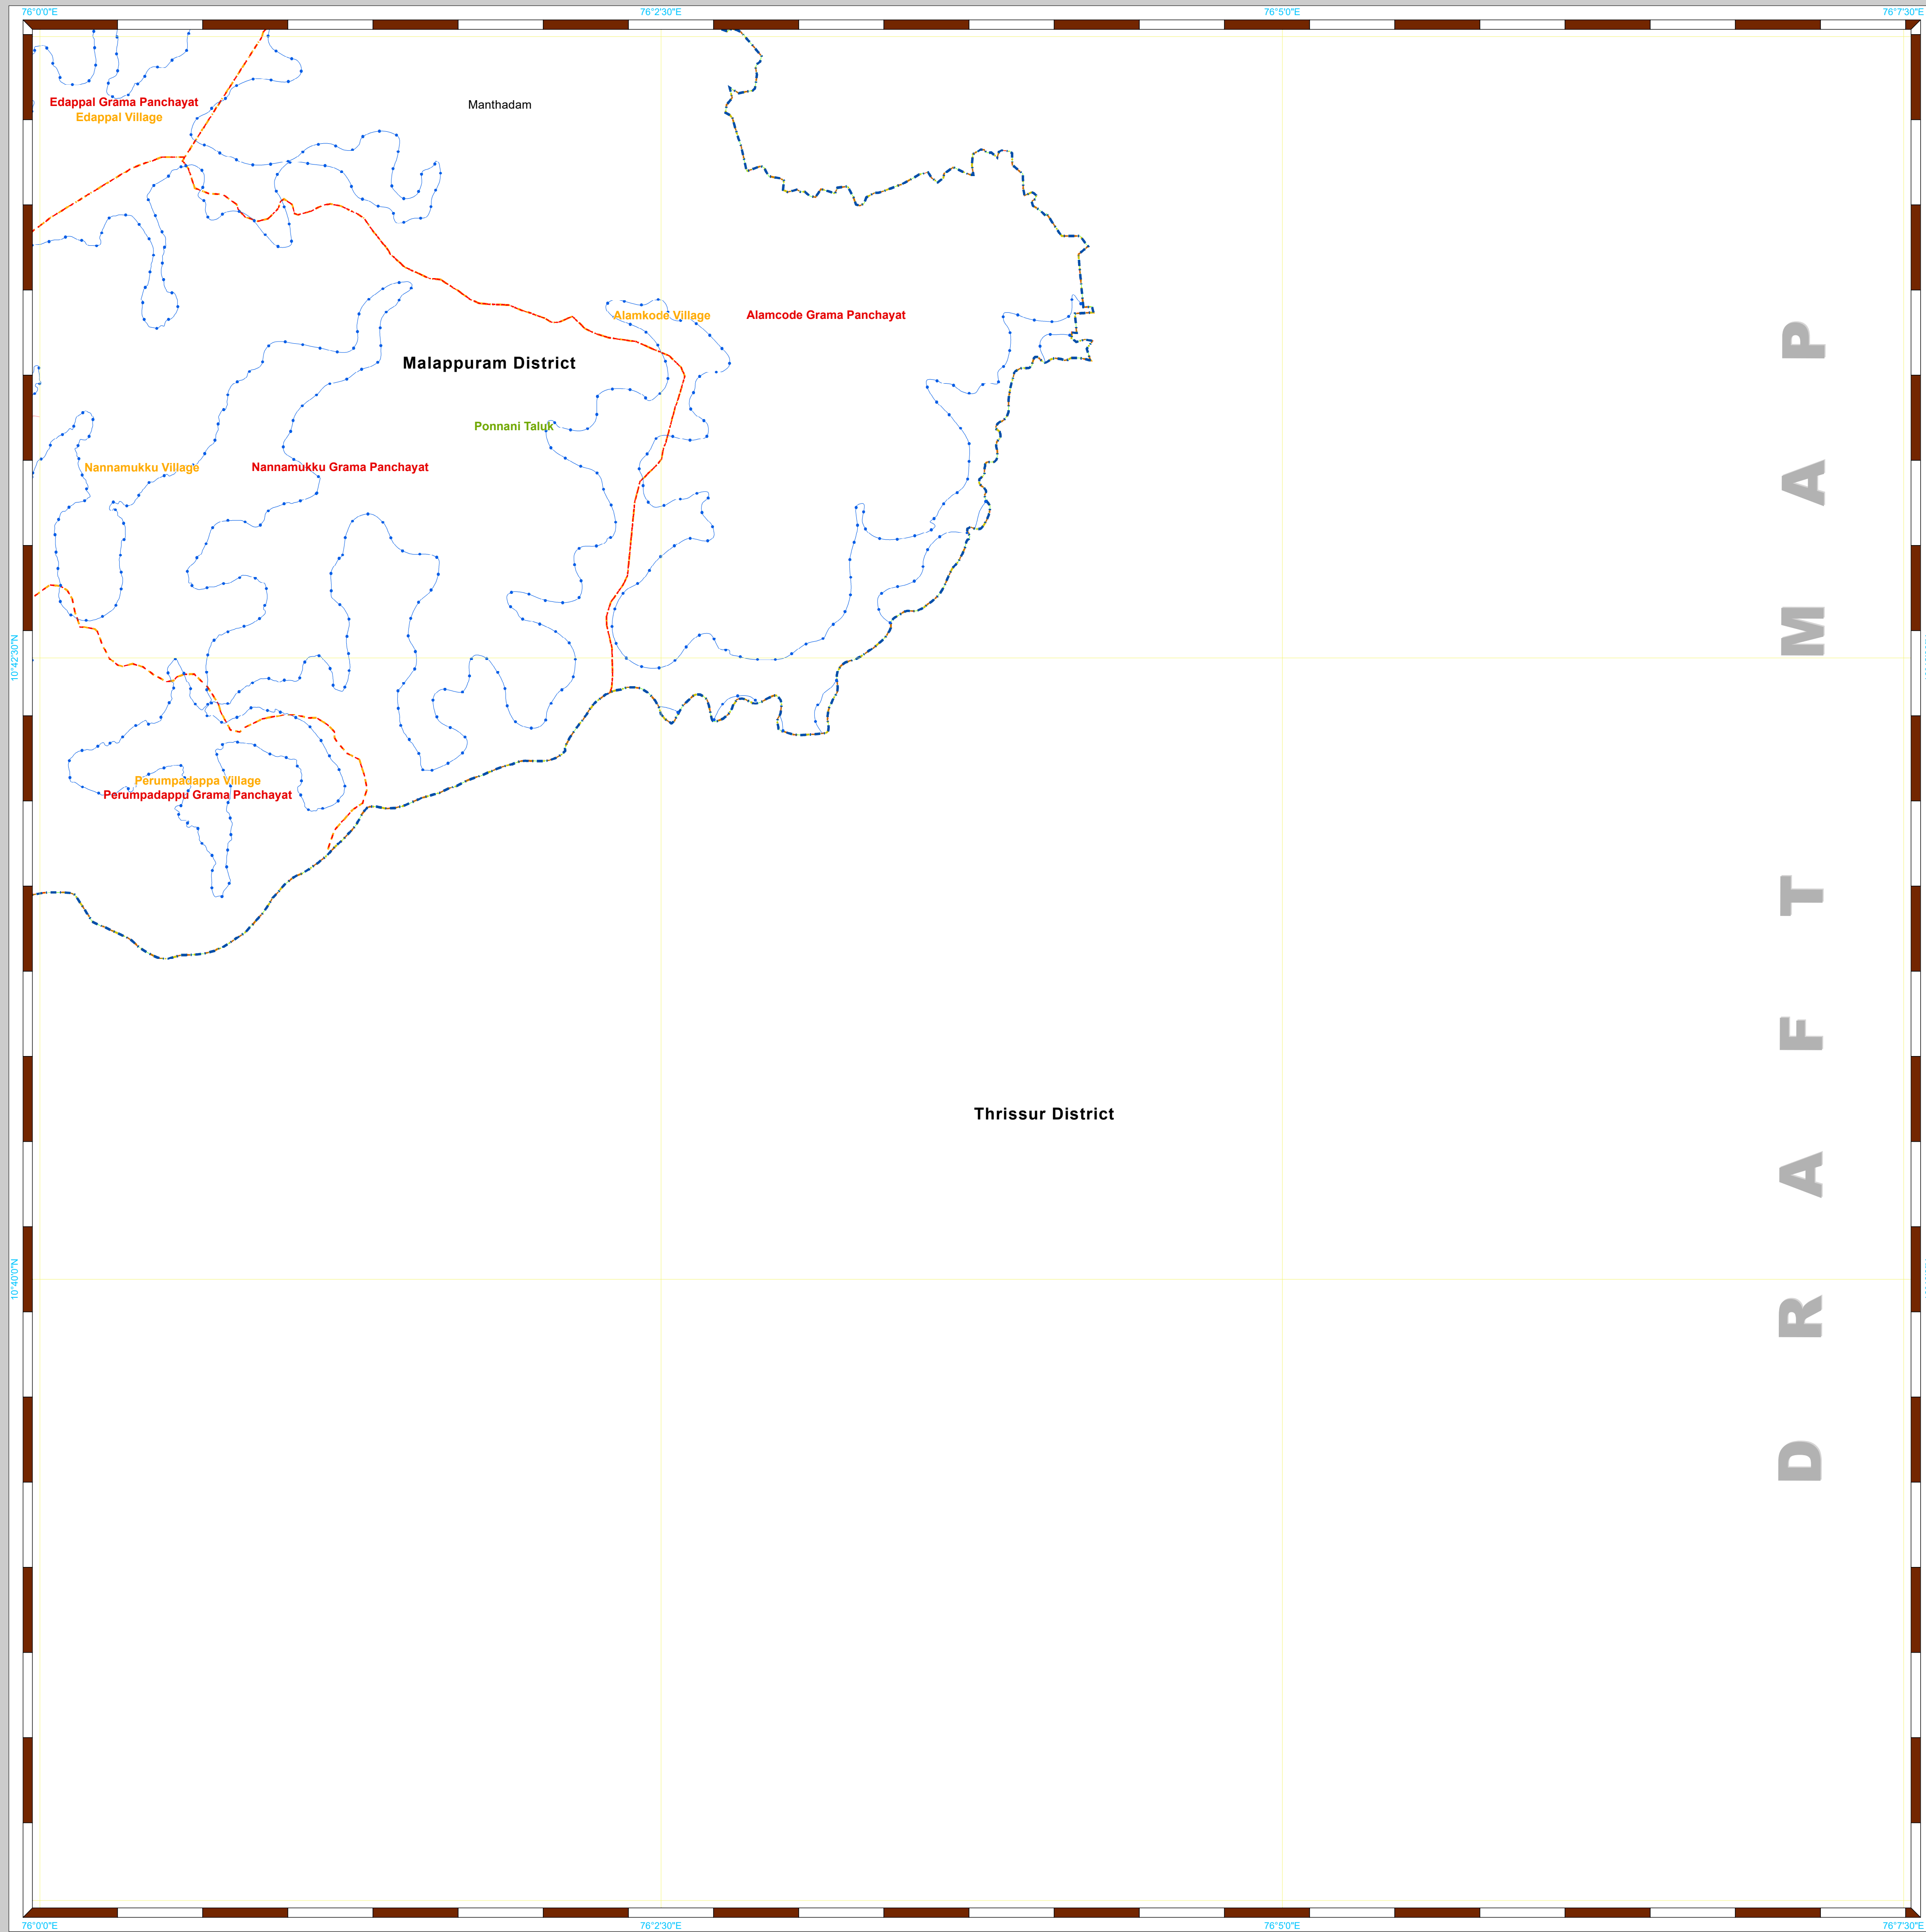 76°0'0"E
76°2'30"E
76°5'0"E
76°7'30"E
Edappal Grama Panchayat
Edappal Village
Manthadam
Alamkode Village
Alamcode Grama Panchayat
Malappuram District
Ponnani Taluk
Nannamukku Village
Nannamukku Grama Panchayat
10°42'30"N
Perumpadappa Village
Perumpadappu Grama Panchayat
Thrissur District
10°40'0"N
DRAFT MAP
76°0'0"E
76°2'30"E
76°5'0"E
76°7'30"E